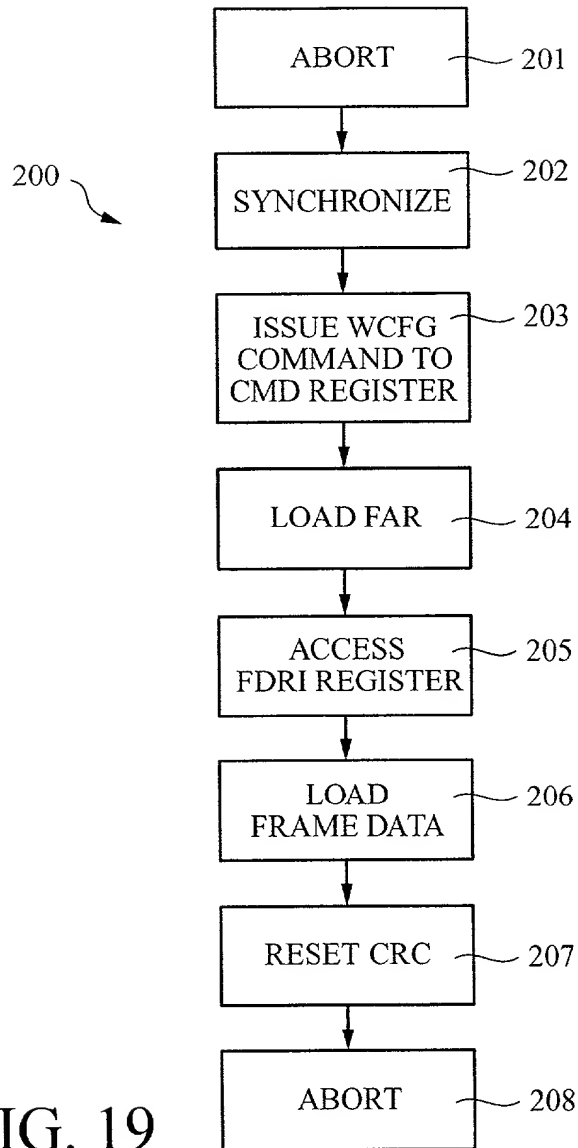 ABORT
201
200
202
SYNCHRONIZE
ISSUE WCFG
COMMAND TO
CMD REGISTER
203
LOAD FAR
204
ACCESS
FDRI REGISTER
205
LOAD
FRAME DATA
206
RESET CRC
207
ABORT
208
IG. 19